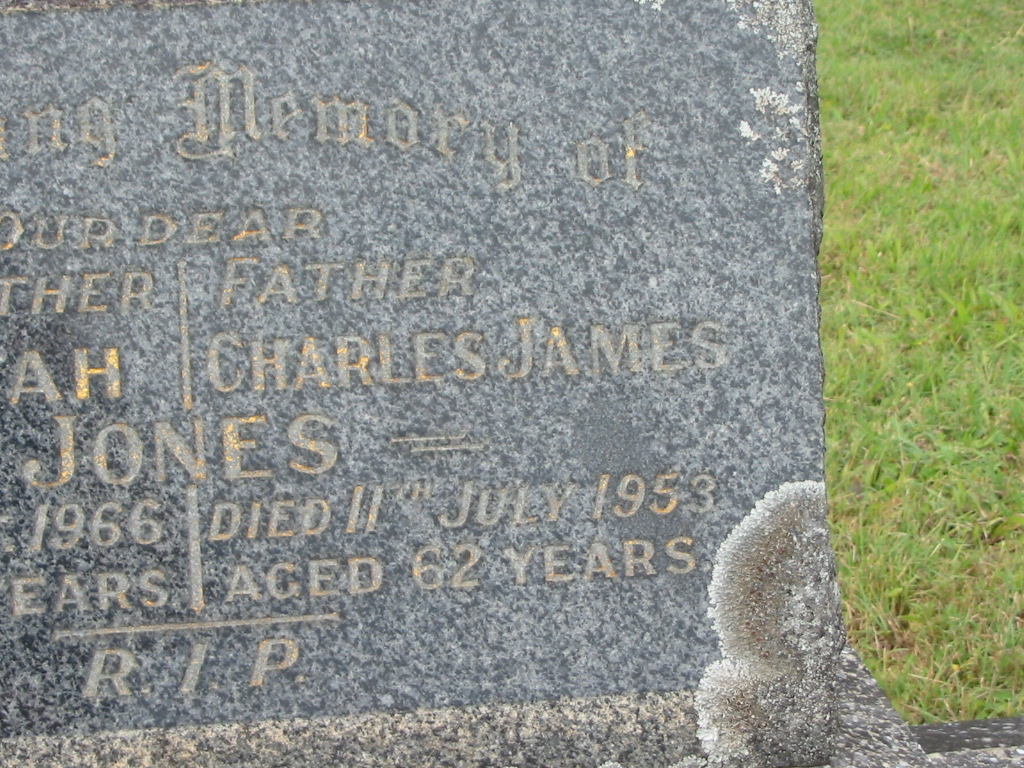 ing Memory of
OUR DEAR
THER FATHER
AH CHARLES JAMES
JONES
1966 DIED 11TH JULY 1953
EARS AGED 62 YEARS.
R. I. P.